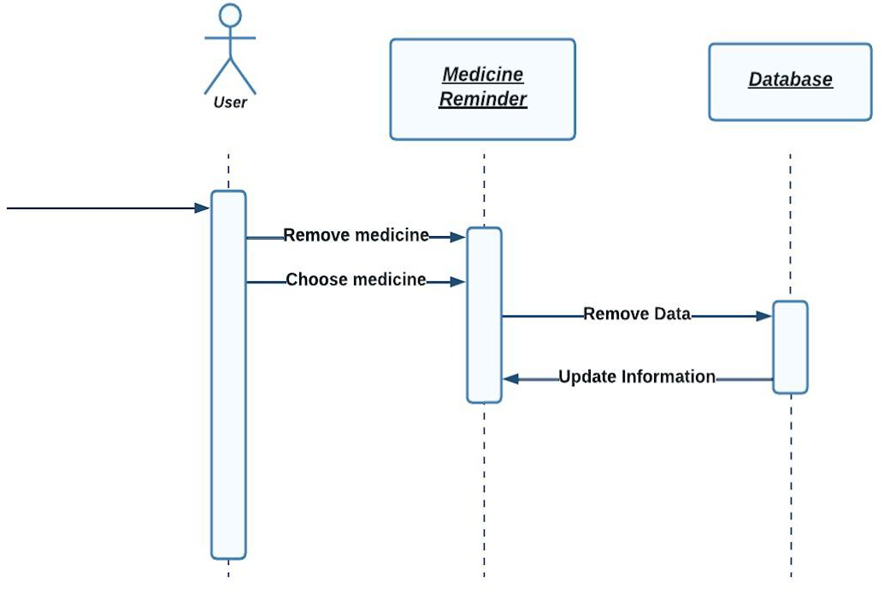 User
Medicine
Reminder
Database
Remove medicine
Choose medicine
Remove Data
Update Information